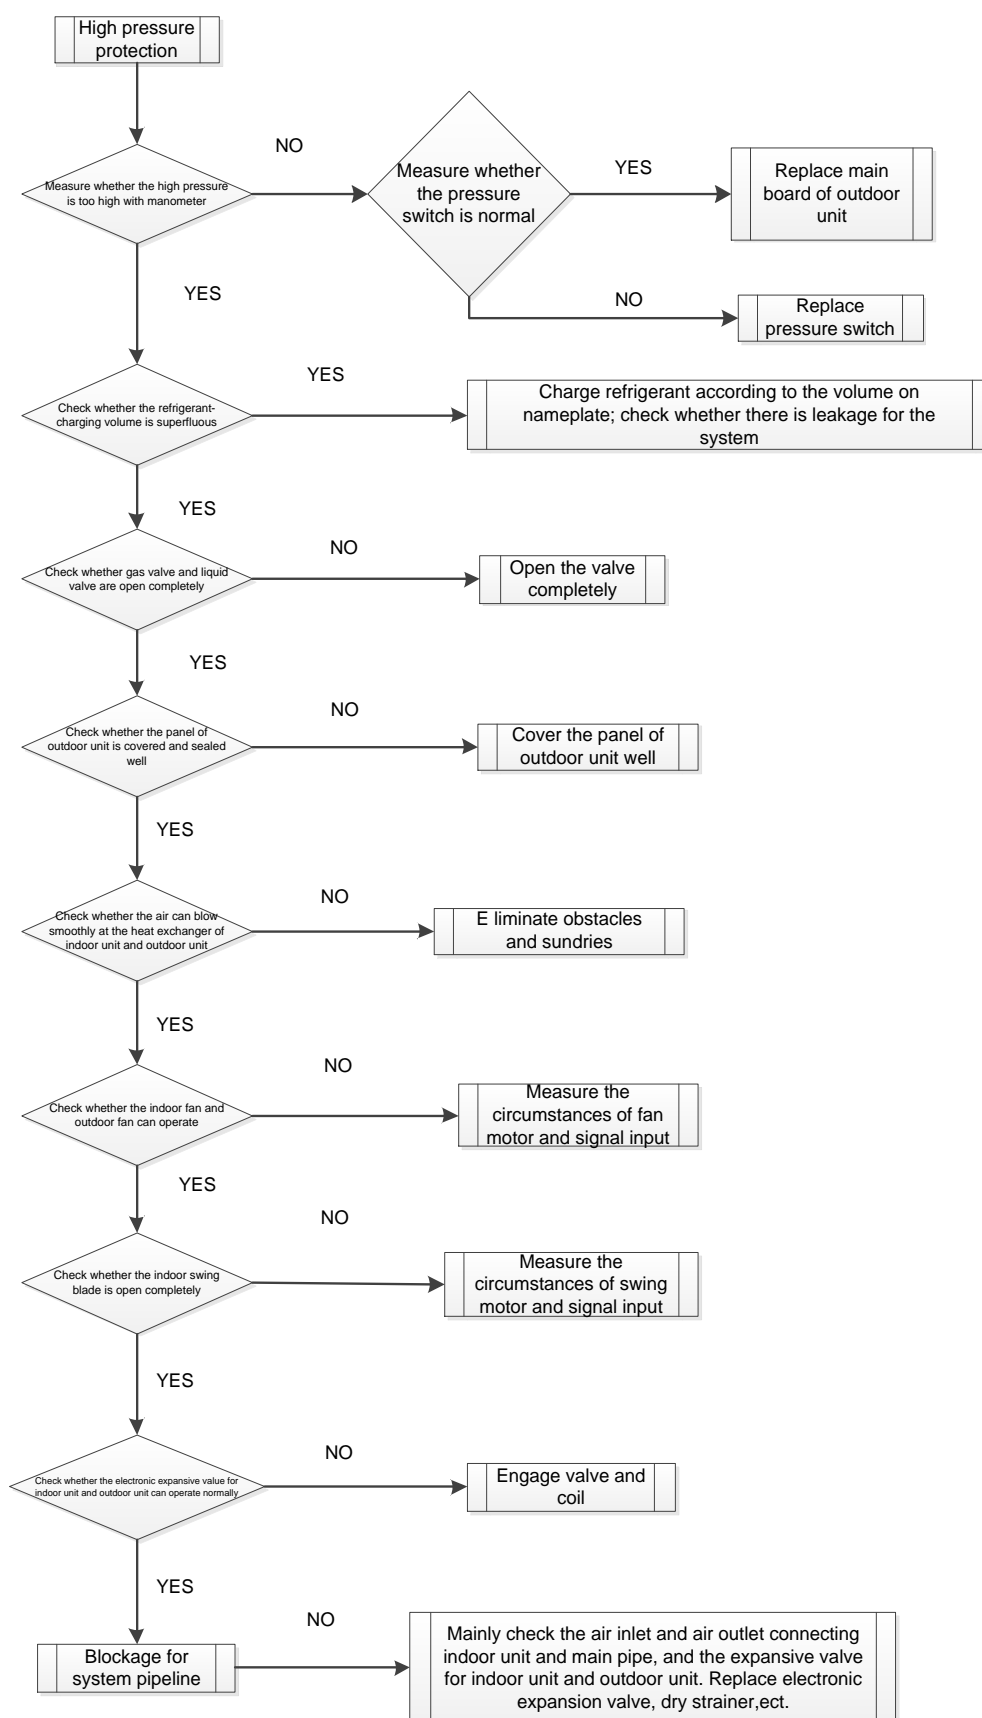 High pressure
protection
NO
Measure whether the high pressure
is too high with manometer
Measure whether
the pressure
switch is normal
YES
Replace main
board of outdoor
unit
YES
NO
Replace
pressure switch
Check whether the refrigerant-
charging volume is superfluous
YES
Charge refrigerant according to the volume on
nameplate; check whether there is leakage for the
system
YES
Check whether gas valve and liquid
valve are open completely
NO
Open the valve
completely
YES
Check whether the panel of
outdoor unit is covered and sealed
well
NO
Cover the panel of
outdoor unit well
YES
Check whether the air can blow
smoothly at the heat exchanger of
indoor unit and outdoor unit
NO
E liminate obstacles
and sundries
YES
Check whether the indoor fan and
outdoor fan can operate
NO
Measure the
circumstances of fan
motor and signal input
YES
Check whether the indoor swing
blade is open completely
NO
Measure the
circumstances of swing
motor and signal input
YES
Check whether the electronic expansive value for
indoor unit and outdoor unit can operate normally
NO
Engage valve and
coil
YES
Blockage for
system pipeline
NO
Mainly check the air inlet and air outlet connecting
indoor unit and main pipe, and the expansive valve
for indoor unit and outdoor unit. Replace electronic
expansion valve, dry strainer,ect.